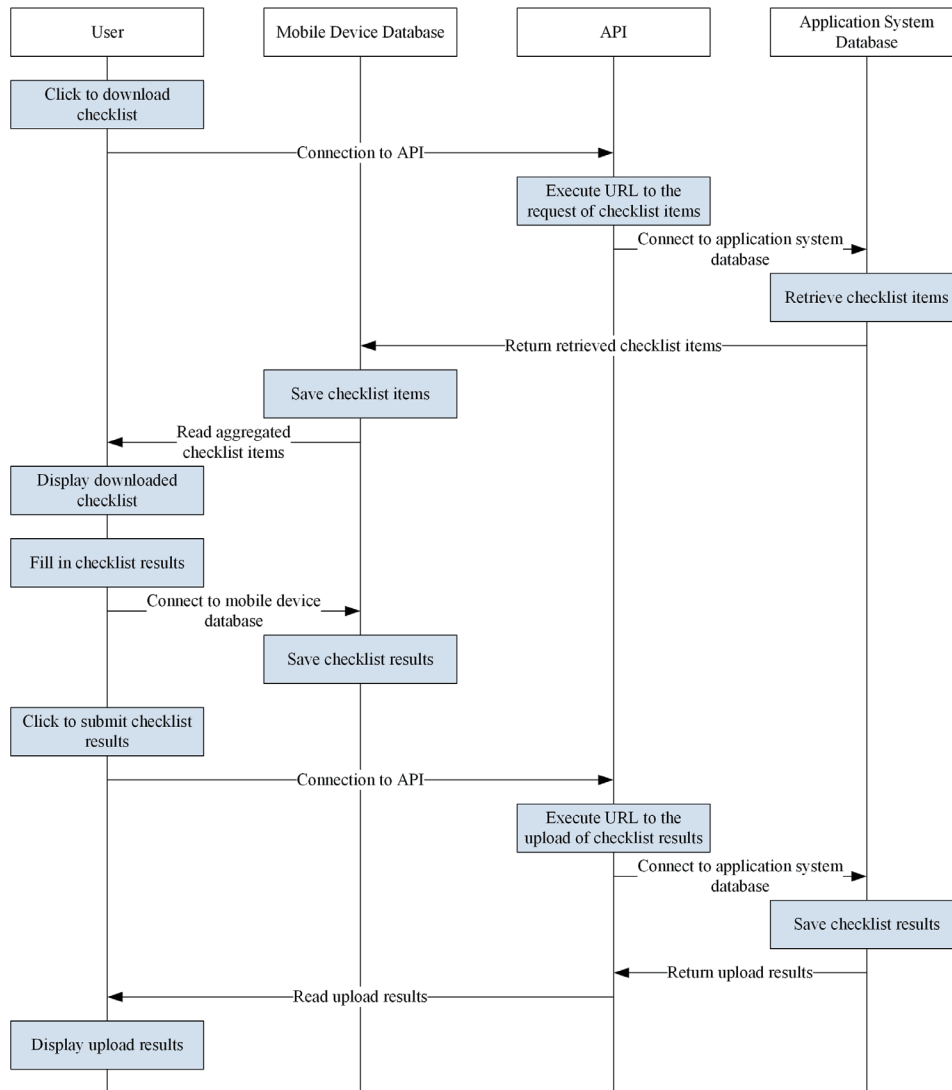 User
Mobile Device Database
API
Application System
Database
Click to download
checklist
Connection to API
Execute URL to the
request of checklist items
Connect to application system
database
Retrieve checklist items
Return retrieved checklist items
Save checklist items
Read aggregated
checklist items
Display downloaded
checklist
Fill in checklist results
Connect to mobile device
database
Save checklist results
Click to submit checklist
results
Connection to API
Execute URL to the
upload of checklist results
Connect to application system
database
Save checklist results
Return upload results
Read upload results
Display upload results